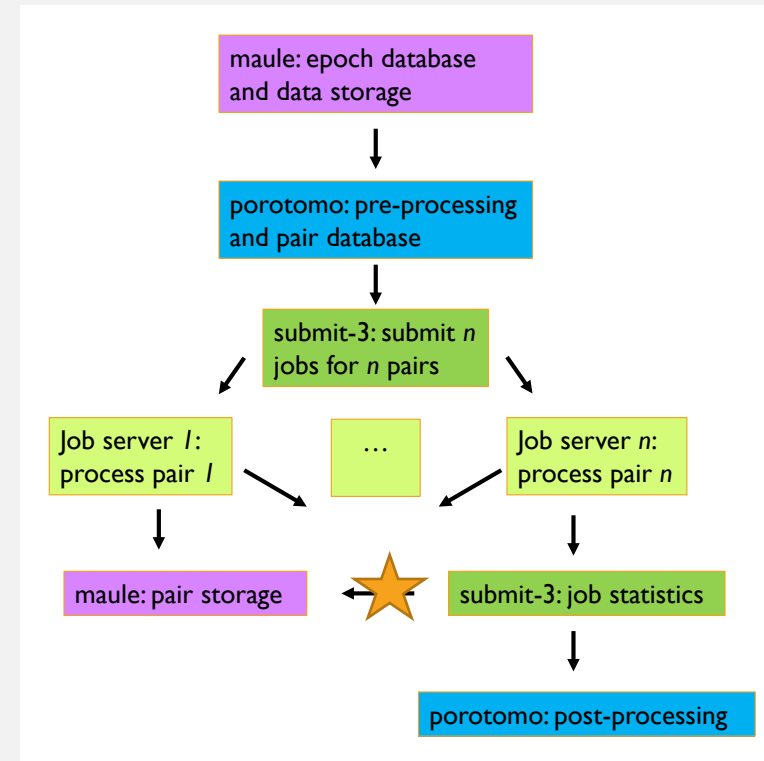 maule: epoch database
and data storage
porotomo: pre-processing
and pair database
submit-3: submit n
jobs for n pairs
Job server 1:
process pair 1
…
Job server n:
process pair n
maule: pair storage
submit-3: job statistics
porotomo: post-processing